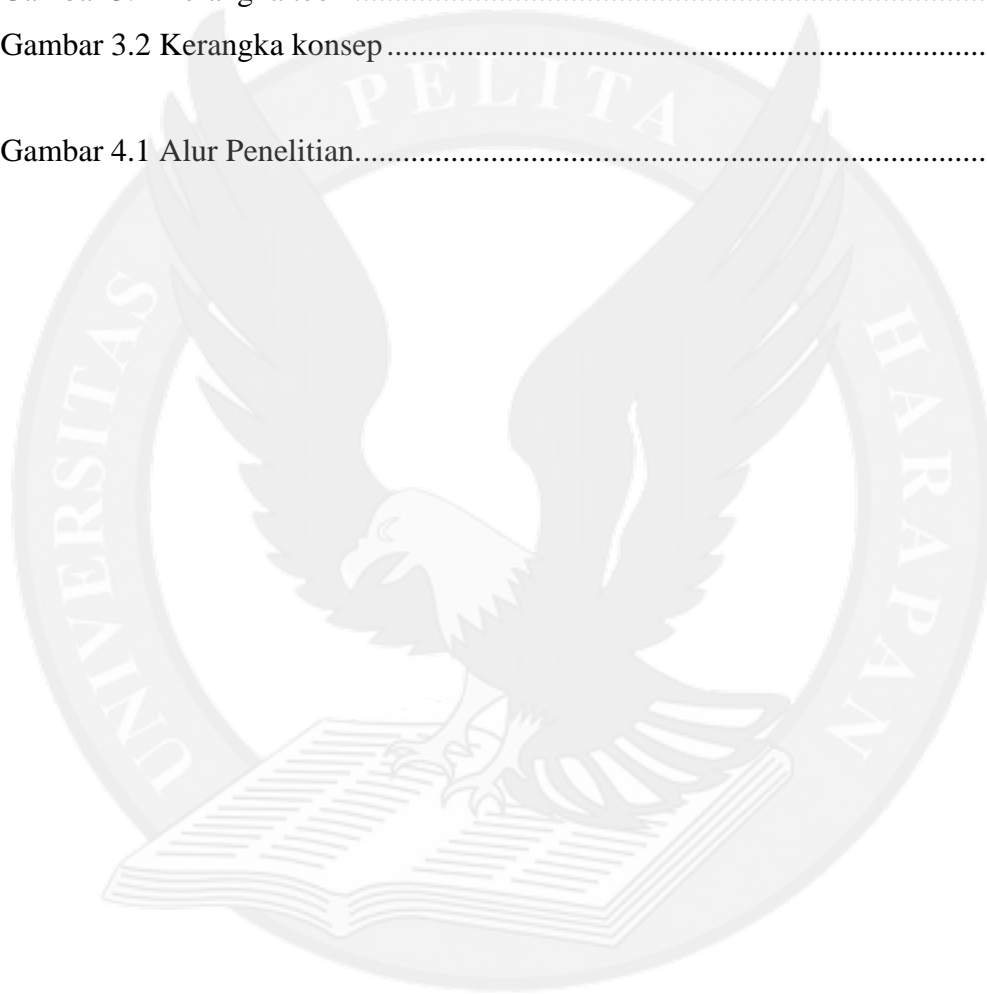 Gambar 3.2 Kerangka konsep......................................................................
Gambar 4.1 Alur Penelitian..........................................................................
UNIVERSITAS PELITA HARAPAN